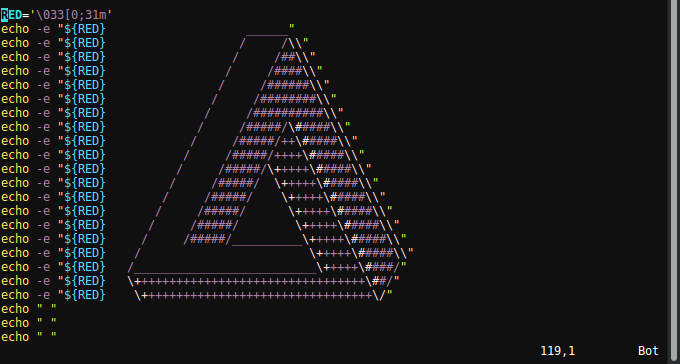 RED='\033[0;31m'
echo -e "${RED}                    ______"
echo -e "${RED}                   /     /\\"
echo -e "${RED}                  /     /##\\"
echo -e "${RED}                 /     /####\\"
echo -e "${RED}                /     /######\\"
echo -e "${RED}               /     /########\\"
echo -e "${RED}              /     /##########\\"
echo -e "${RED}             /     /#####/\#####\\"
echo -e "${RED}            /     /#####/++\#####\\"
echo -e "${RED}           /     /#####/++++\#####\\"
echo -e "${RED}          /     /#####/\+++++\#####\\"
echo -e "${RED}         /     /#####/  \+++++\#####\\"
echo -e "${RED}        /     /#####/    \+++++\#####\\"
echo -e "${RED}       /     /#####/      \+++++\#####\\"
echo -e "${RED}      /     /#####/        \+++++\#####\\"
echo -e "${RED}     /     /#####/__________\+++++\#####\\"
echo -e "${RED}    /                        \+++++\#####\\"
echo -e "${RED}   /__________________________\+++++\####/"
echo -e "${RED}   \+++++++++++++++++++++++++++++++++\##/"
echo -e "${RED}    \+++++++++++++++++++++++++++++++++\/"
echo " "
echo " "
echo " "
119,1 Bot